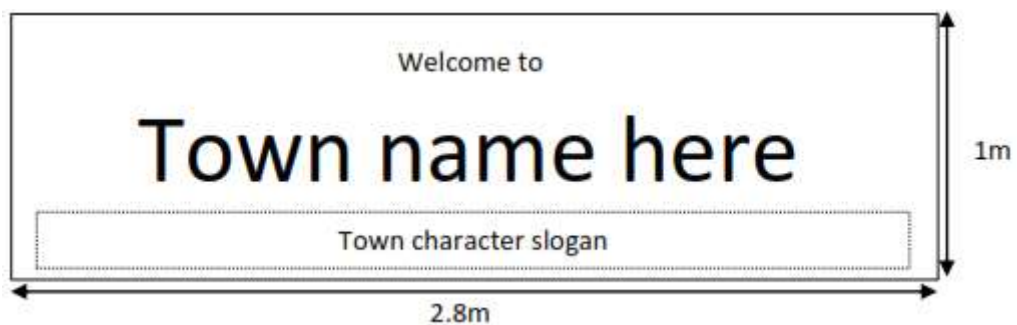 Welcome to
Town name here
1m
Town character slogan
2.8m